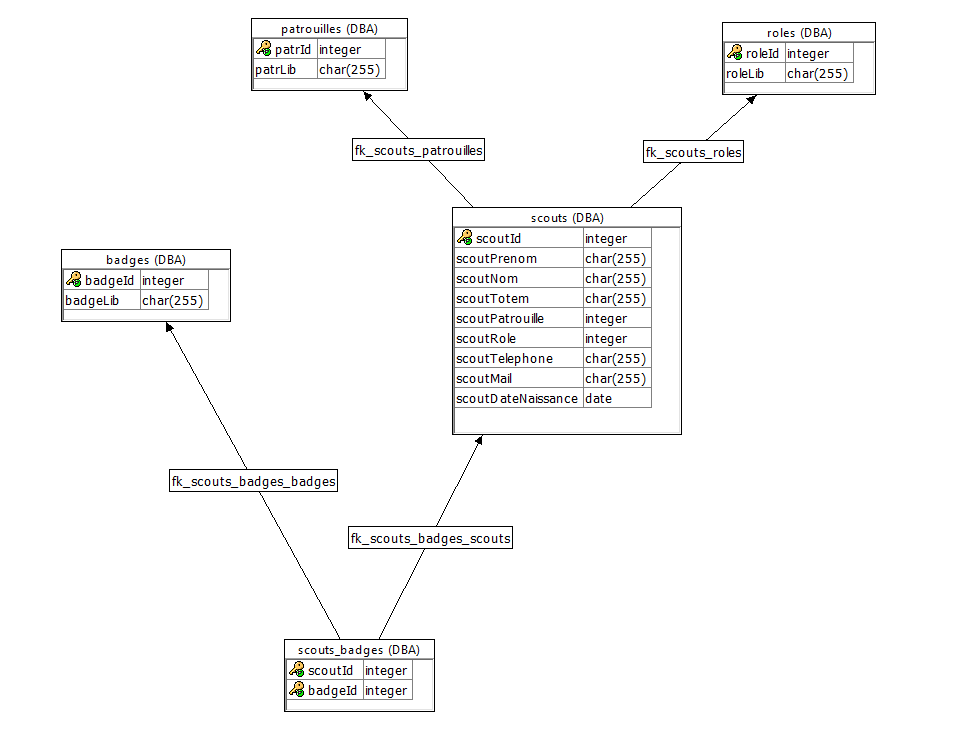 patrouilles (DBA)
patrId integer
patrLib char(255)
roles (DBA)
roleId integer
roleLib char(255)
fk_scouts_patrouilles
fk_scouts_roles
scouts (DBA)
scoutId integer
scoutPrenom char(255)
scoutNom char(255)
scoutTotem char(255)
scoutPatrouille integer
scoutRole integer
scoutTelephone char(255)
scoutMail char(255)
scoutDateNaissance date
badges (DBA)
badgeId integer
badgeLib char(255)
fk_scouts_badges_badges
fk_scouts_badges_scouts
scouts_badges (DBA)
scoutId integer
badgeId integer